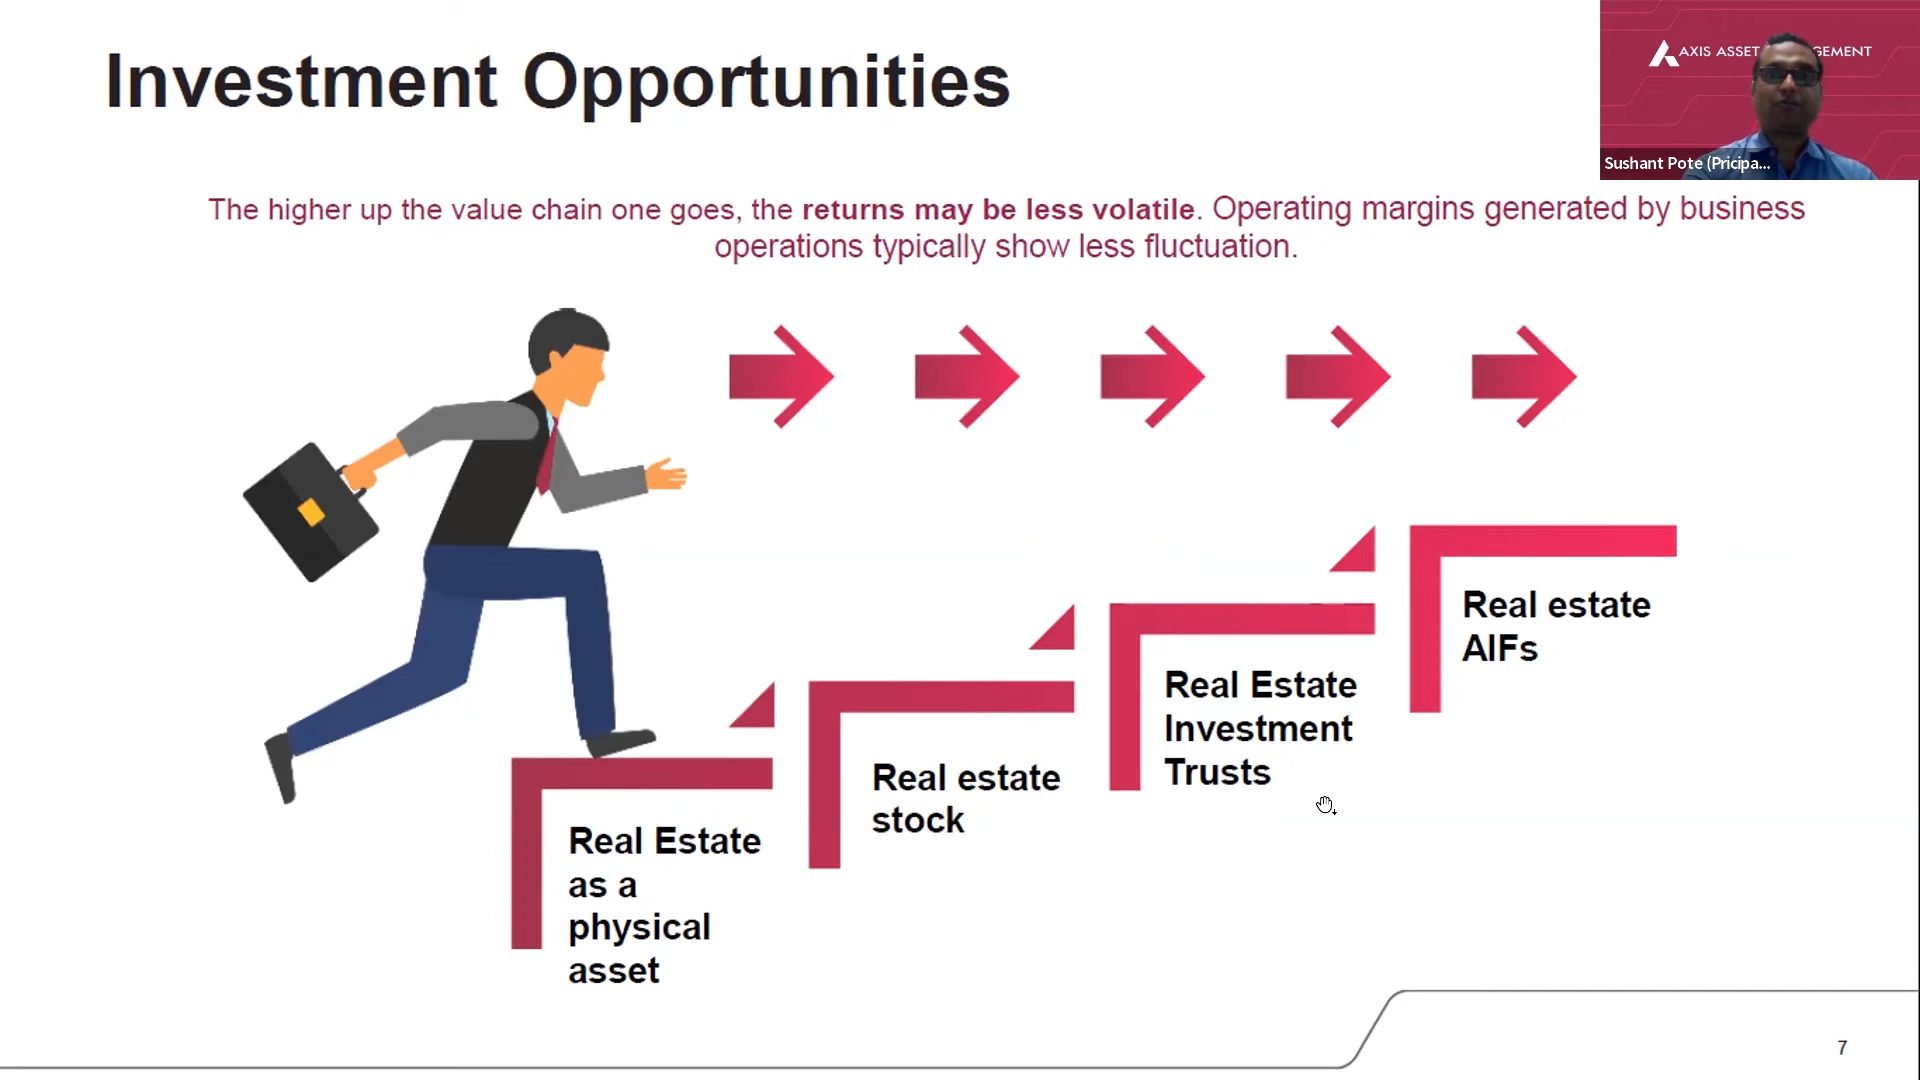 Investment Opportunities
AXIS ASSET GEMENT
Sushant Pote (Pricipa...
The higher up the value chain one goes, the returns may be less volatile. Operating margins generated by business
operations typically show less fluctuation.
Real estate
AIFs
Real Estate
Investment
Trusts
Real estate
stock
Real Estate
as a
physical
asset
7